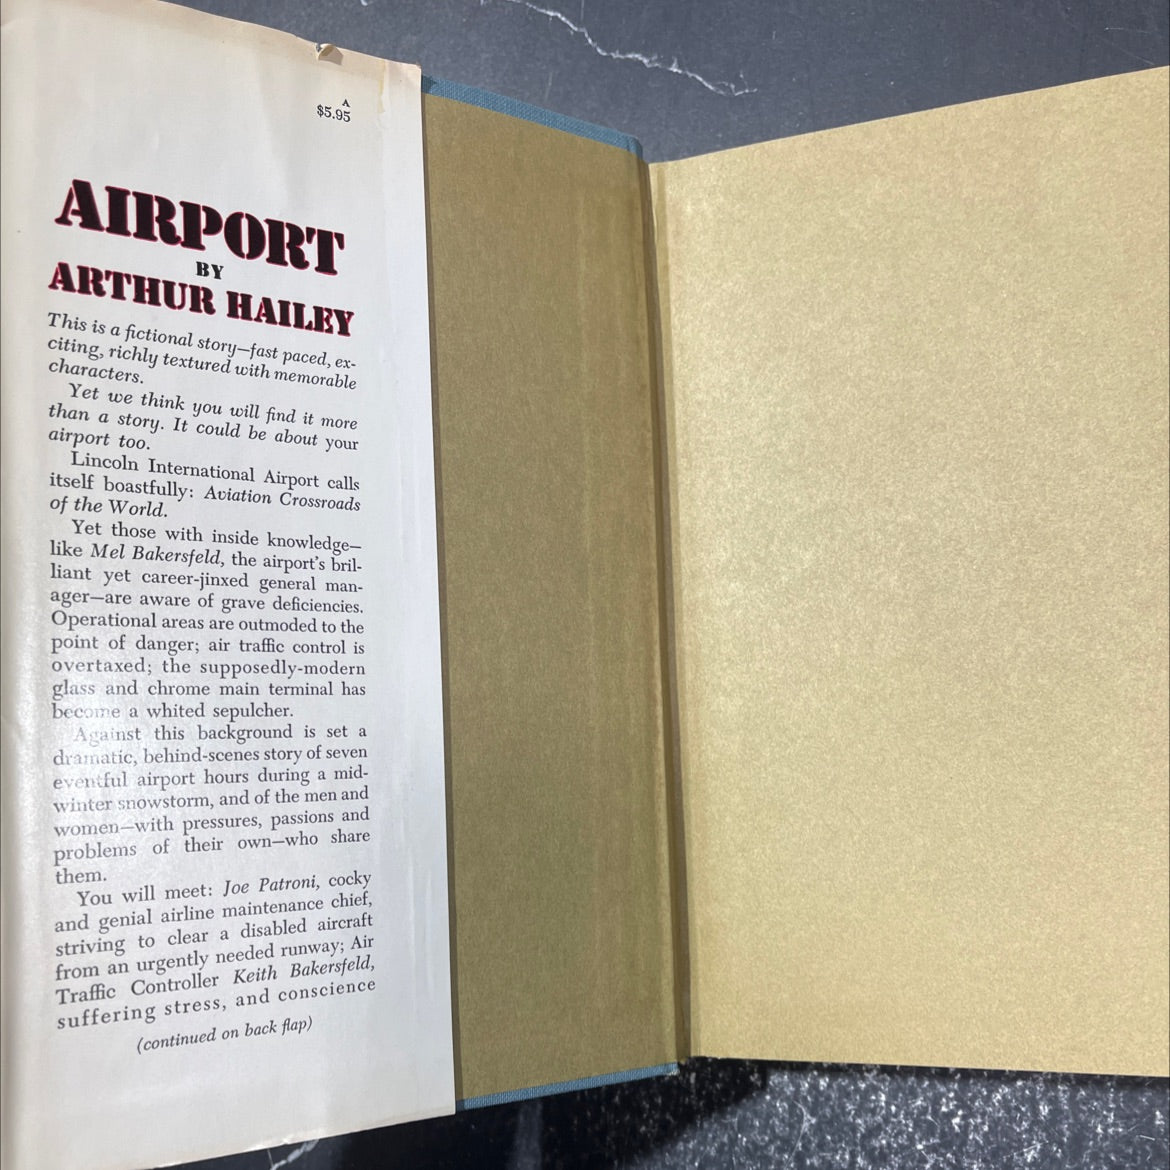 A
$5.95
AIRPORT
BY
ARTHUR HAILEY
This is a fictional story—fast paced, ex-
citing, richly textured with memorable
characters.
Yet we think you will find it more
than a story. It could be about your
airport too.
Lincoln International Airport calls
itself boastfully: Aviation Crossroads
of the World.
Yet those with inside knowledge—
like Mel Bakersfeld, the airport's bril-
liant yet career-jinxed general man-
ager—are aware of grave deficiencies.
Operational areas are outmoded to the
point of danger; air traffic control is
overtaxed; the supposedly-modern
glass and chrome main terminal has
become a whited sepulcher.
Against this background is set a
dramatic, behind-scenes story of seven
eventful airport hours during a mid-
winter snowstorm, and of the men and
women—with pressures, passions and
problems of their own—who share
them.
You will meet: Joe Patroni, cocky
and genial airline maintenance chief,
striving to clear a disabled aircraft
from an urgently needed runway; Air
Traffic Controller Keith Bakersfeld,
suffering stress, and conscience
(continued on back flap)